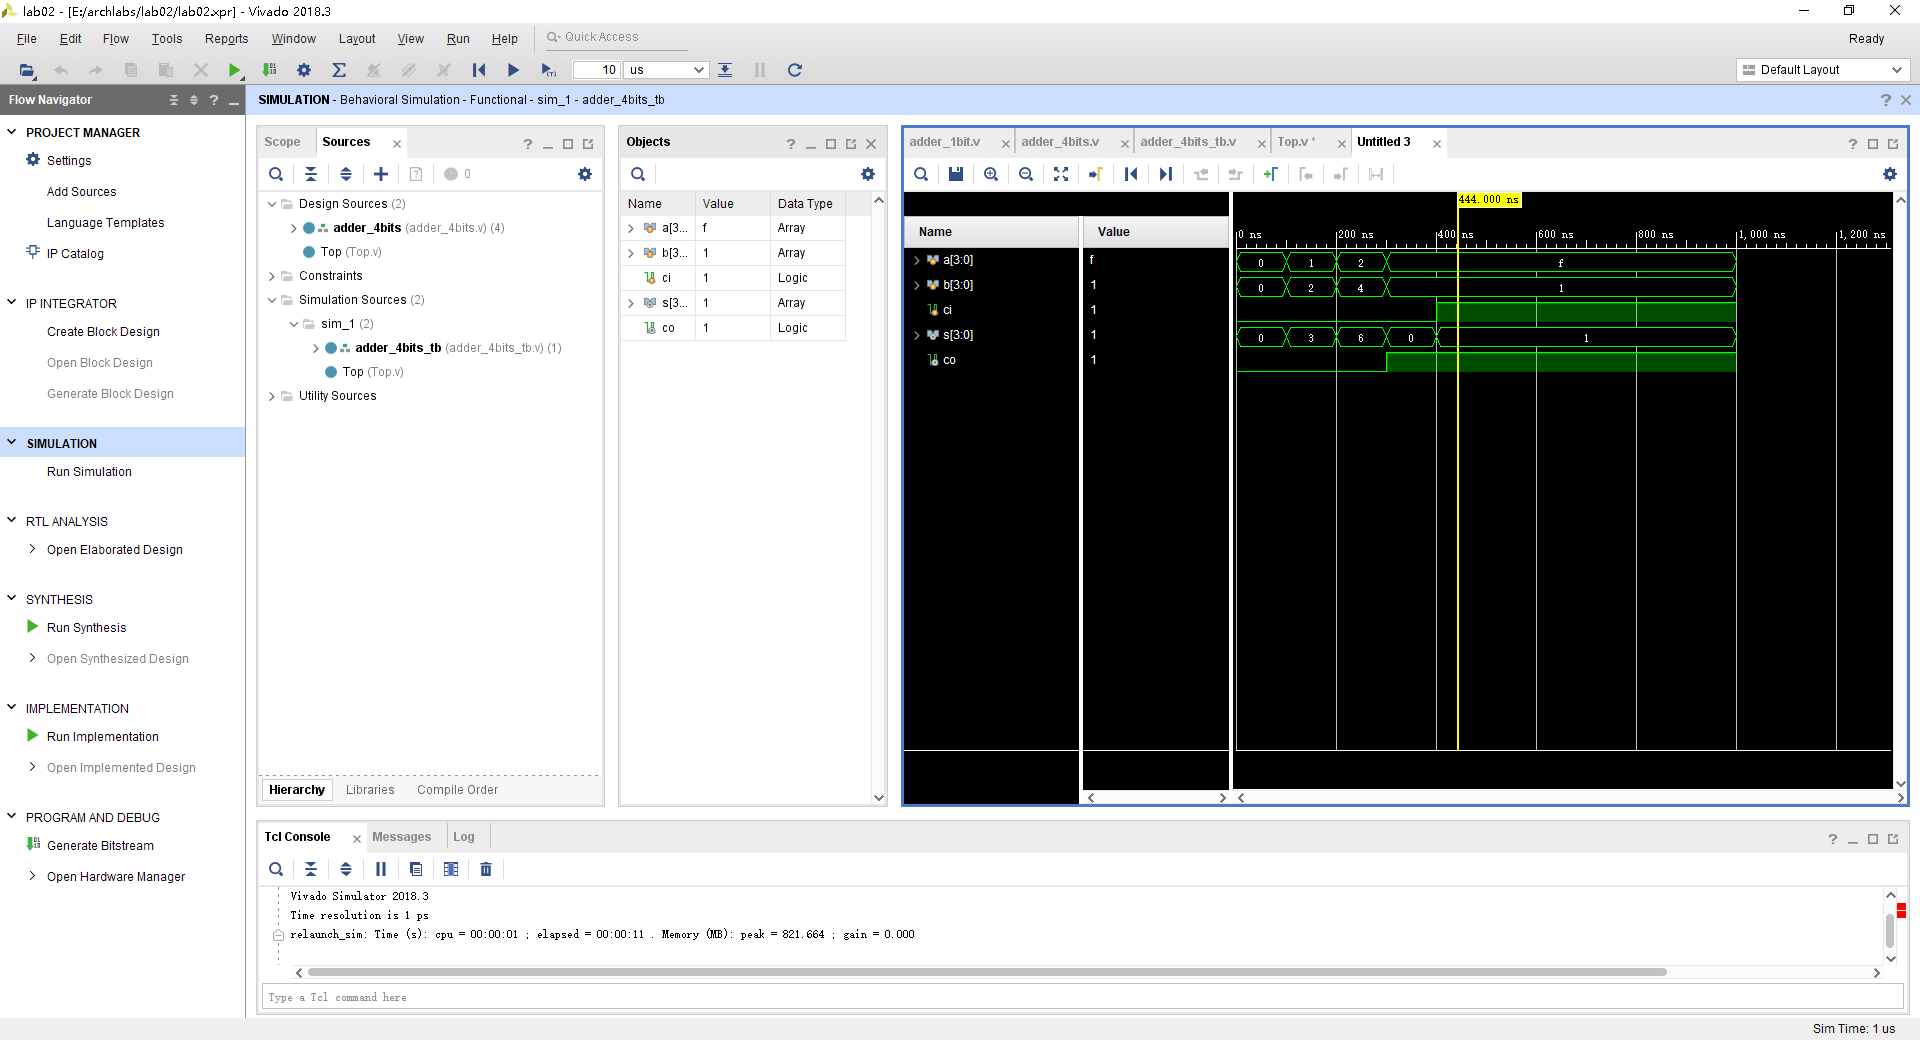 lab02 - [E:/archlabs/lab02/lab02.xpr] - Vivado 2018.3
File Edit Flow Tools Reports Window Layout View Run Help Quick Access
Ready
10 us
Default Layout
Flow Navigator
SIMULATION - Behavioral Simulation - Functional - sim_1 - adder_4bits_tb
PROJECT MANAGER
Settings
Add Sources
Language Templates
IP Catalog
IP INTEGRATOR
Create Block Design
Open Block Design
Generate Block Design
SIMULATION
Run Simulation
RTL ANALYSIS
Open Elaborated Design
SYNTHESIS
Run Synthesis
Open Synthesized Design
IMPLEMENTATION
Run Implementation
Open Implemented Design
PROGRAM AND DEBUG
Generate Bitstream
Open Hardware Manager
Scope Sources
0
Design Sources (2)
adder_4bits (adder_4bits.v) (4)
Top (Top.v)
Constraints
Simulation Sources (2)
sim_1 (2)
adder_4bits_tb (adder_4bits_tb.v) (1)
Top (Top.v)
Utility Sources
Hierarchy Libraries Compile Order
Objects
Name Value Data Type
a[3... f Array
b[3... 1 Array
ci 1 Logic
s[3... 1 Array
co 1 Logic
adder_1bit.v adder_4bits.v adder_4bits_tb.v Top.v * Untitled 3
444.000 ns
Name Value
0 ns 200 ns 400 ns 600 ns 800 ns 1,000 ns 1,200 ns
a[3:0] f 0 1 2 f
b[3:0] 1 0 2 4 1
ci 1
s[3:0] 1 0 3 6 0 1
co 1
Tcl Console Messages Log
Vivado Simulator 2018.3
Time resolution is 1 ps
relaunch_sim: Time (s): cpu = 00:00:01 ; elapsed = 00:00:11 . Memory (MB): peak = 821.664 ; gain = 0.000
Type a Tcl command here
Sim Time: 1 us